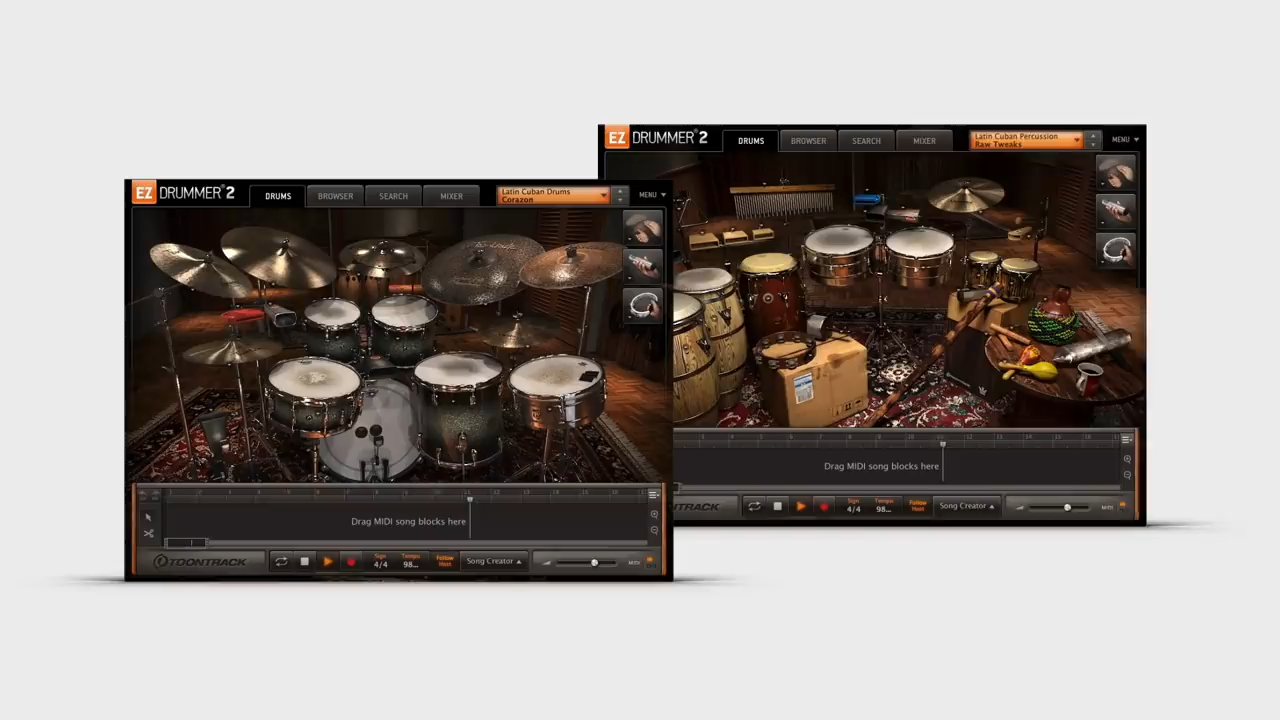 EZ DRUMMER® 2
DRUMS
BROWSER
SEARCH
MIXER
Latin Cuban Drums
Corazon
MENU
Drag MIDI song blocks here
TOONTRACK
Sign
4/4
Tempo
98...
Follow
Host
Song Creator
MIDI
EZ DRUMMER® 2
DRUMS
BROWSER
SEARCH
MIXER
Latin Cuban Percussion
Raw Tweaks
MENU
Drag MIDI song blocks here
NTRACK
Sign
4/4
Tempo
98...
Follow
Host
Song Creator
MIDI